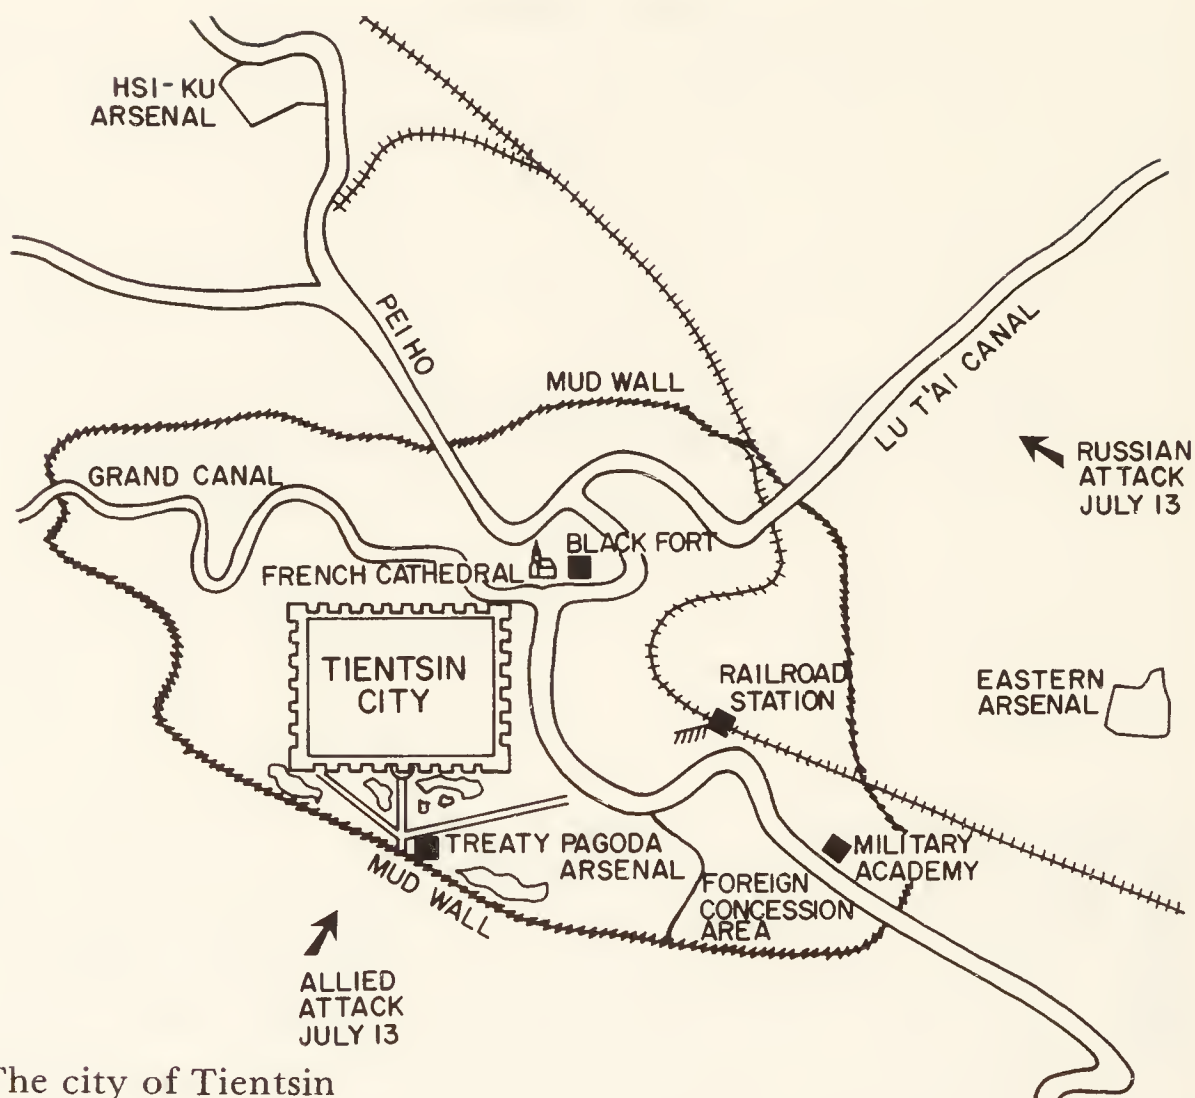 HSI-KU
ARSENAL
PEI HO
MUD WALL
LU T'AI CANAL
RUSSIAN
ATTACK
JULY 13
GRAND CANAL
BLACK FORT
FRENCH CATHEDRAL
TIENTSIN
CITY
RAILROAD
STATION
EASTERN
ARSENAL
TREATY PAGODA
ARSENAL
MILITARY
ACADEMY
MUD WALL
FOREIGN
CONCESSION
AREA
ALLIED
ATTACK
JULY 13
The city of Tientsin